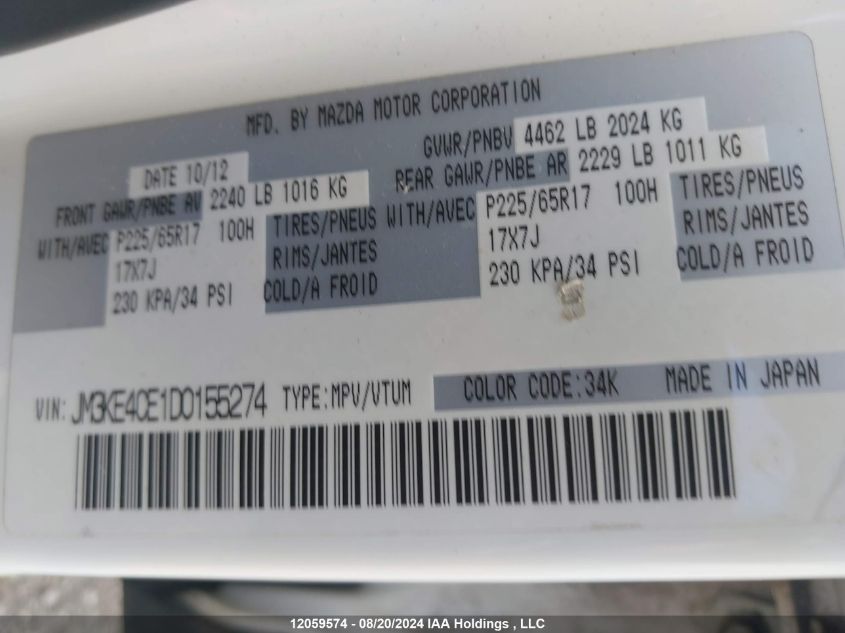 MFD. BY MAZDA MOTOR CORPORATION
DATE 10/12 GVWR/PNBV 4462 LB 2024 KG
FRONT GAWR/PNBE AV 2240 LB 1016 KG REAR GAWR/PNBE AR 2229 LB 1011 KG
WITH/AVEC P225/65R17 100H TIRES/PNEUS WITH/AVEC P225/65R17 100H TIRES/PNEUS
17X7J RIMS/JANTES 17X7J RIMS/JANTES
230 KPA/34 PSI COLD/A FROID 230 KPA/34 PSI COLD/A FROID
VIN: JM3KE4CE1D0155274 TYPE:MPV/VTUM COLOR CODE:34K MADE IN JAPAN
12059574 - 08/20/2024 IAA Holdings , LLC